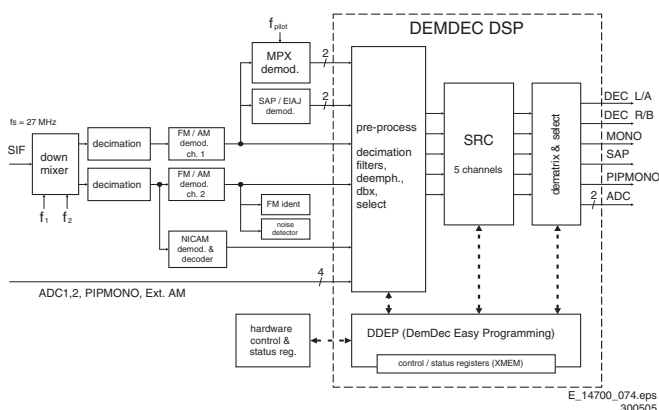 f pilot
DEMDEC DSP
MPX
demod.
2
SAP / EIAJ
demod.
2
fs = 27 MHz
SIF
down
mixer
f1
f2
decimation
FM / AM
demod.
ch. 1
decimation
FM / AM
demod.
ch. 2
FM ident
noise
detector
NICAM
demod. &
decoder
4
ADC1,2, PIPMONO, Ext. AM
pre-process
decimation
filters,
deemph.,
dbx,
select
SRC
5 channels
dematrix & select
DEC L/A
DEC R/B
MONO
SAP
PIPMONO
2
ADC
hardware
control &
status reg.
DDEP (DemDec Easy Programming)
control / status registers (XMEM)
E_14700_074.eps
300505